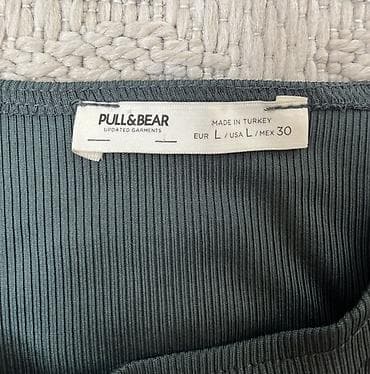 PULL&BEAR
UPDATED GARMENTS
MADE IN TURKEY
EUR L / USA L / MEX 30